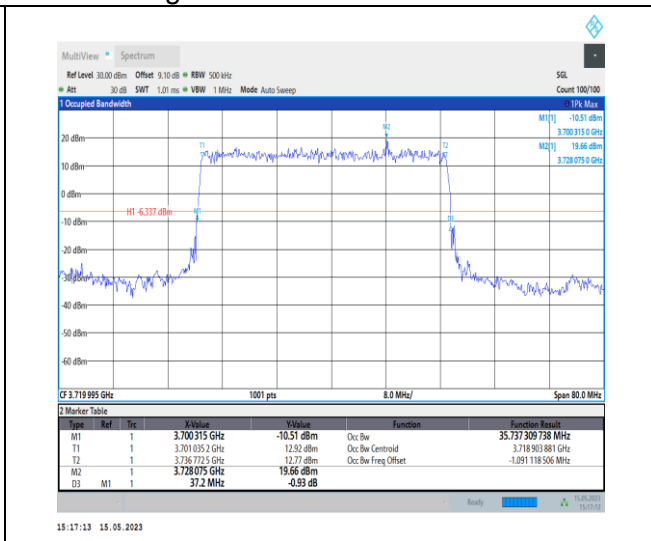 MultiView Spectrum
Ref Level 30.00 dBm Offset 9.10 dB RBW 500 kHz SGL
Att 30 dB SWT 1.01 ms VBW 1 MHz Mode Auto Sweep Count 100/100
1 Occupied Bandwidth 1Pk Max
M1[1] -10.51 dBm
3.700 315 0 GHz
M2[1] 19.66 dBm
3.728 075 0 GHz
M2
T1 T2
20 dBm
10 dBm
0 dBm
H1 -6.337 dBm
M1
D3
-10 dBm
-20 dBm
-30 dBm
-40 dBm
-50 dBm
-60 dBm
CF 3.719 995 GHz 1001 pts 8.0 MHz/ Span 80.0 MHz
2 Marker Table
Type Ref Trc X-Value Y-Value Function Function Result
M1 1 3.700 315 GHz -10.51 dBm Occ Bw 35.737 309 738 MHz
T1 1 3.701 035 2 GHz 12.92 dBm Occ Bw Centroid 3.718 903 881 GHz
T2 1 3.736 772 5 GHz 12.77 dBm Occ Bw Freq Offset -1.091 118 506 MHz
M2 1 3.728 075 GHz 19.66 dBm
D3 M1 1 37.2 MHz -0.93 dB
Ready 15.05.2023
15:17:12
15:17:13 15.05.2023